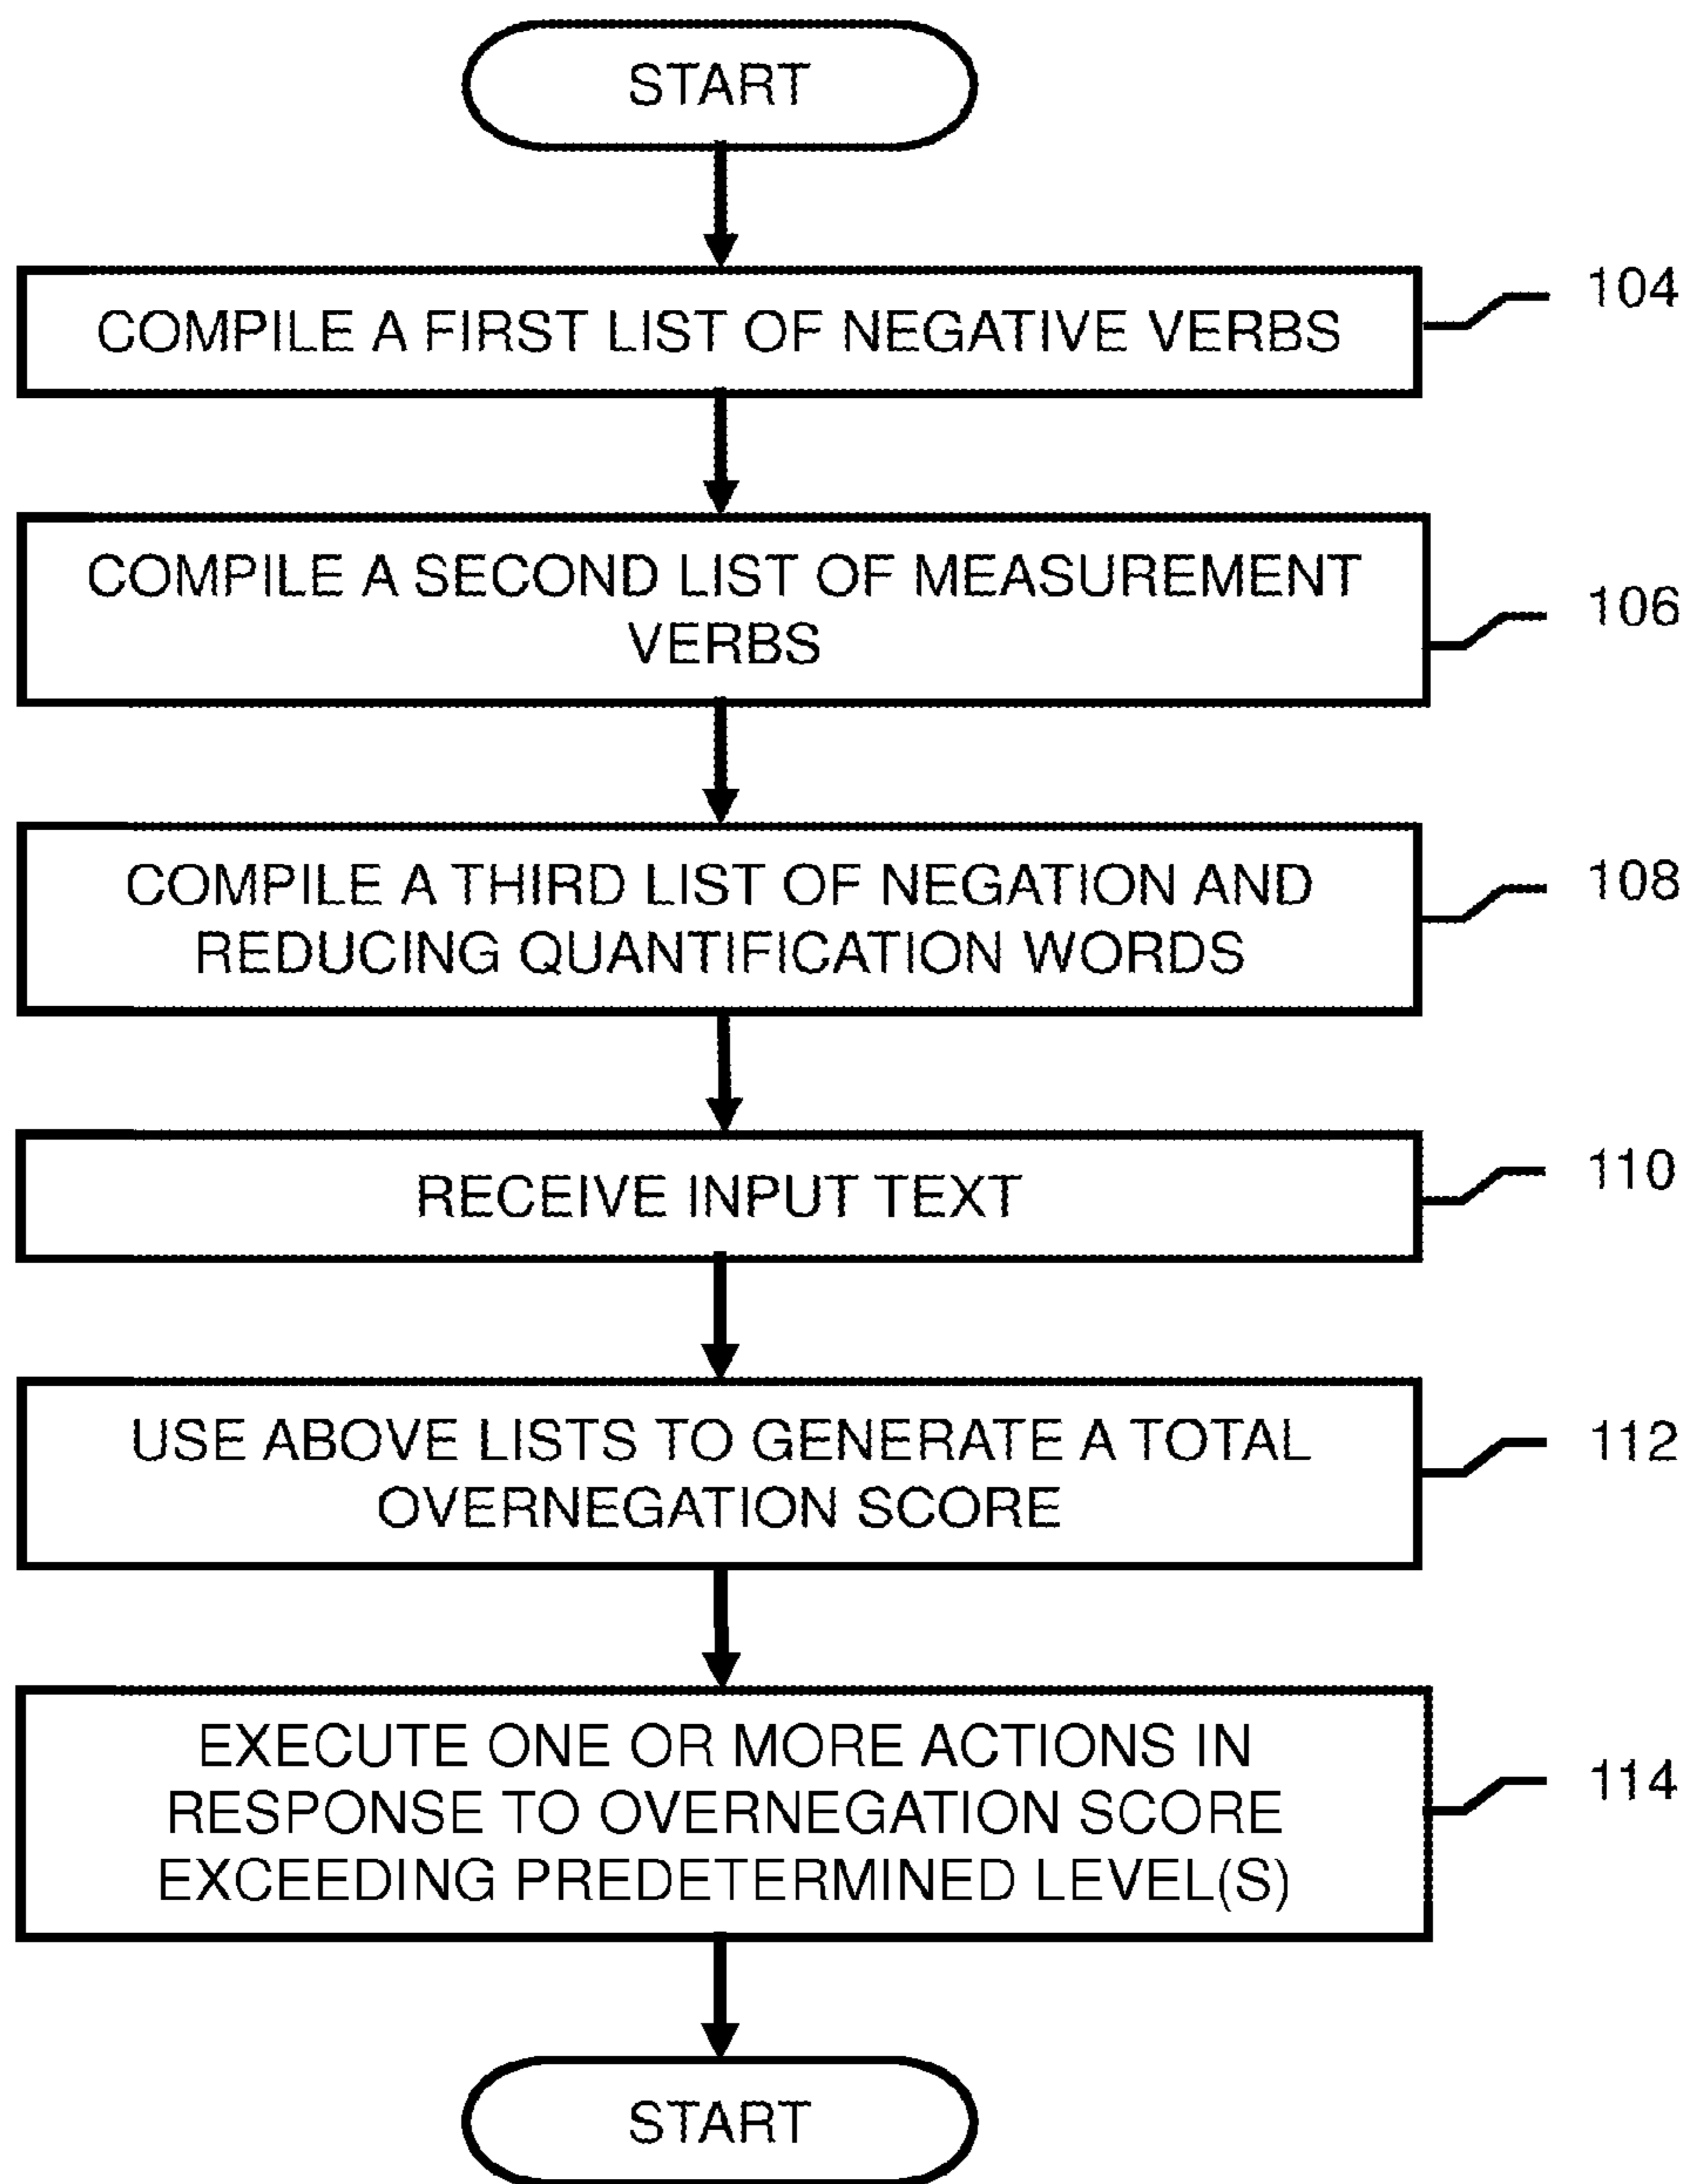 START
COMPILE A FIRST LIST OF NEGATIVE VERBS
104
COMPILE A SECOND LIST OF MEASUREMENT
VERBS
106
COMPILE A THIRD LIST OF NEGATION AND
REDUCING QUANTIFICATION WORDS
108
RECEIVE INPUT TEXT
110
USE ABOVE LISTS TO GENERATE A TOTAL
OVERNEGATION SCORE
112
EXECUTE ONE OR MORE ACTIONS IN
RESPONSE TO OVERNEGATION SCORE
EXCEEDING PREDETERMINED LEVEL(S)
114
START